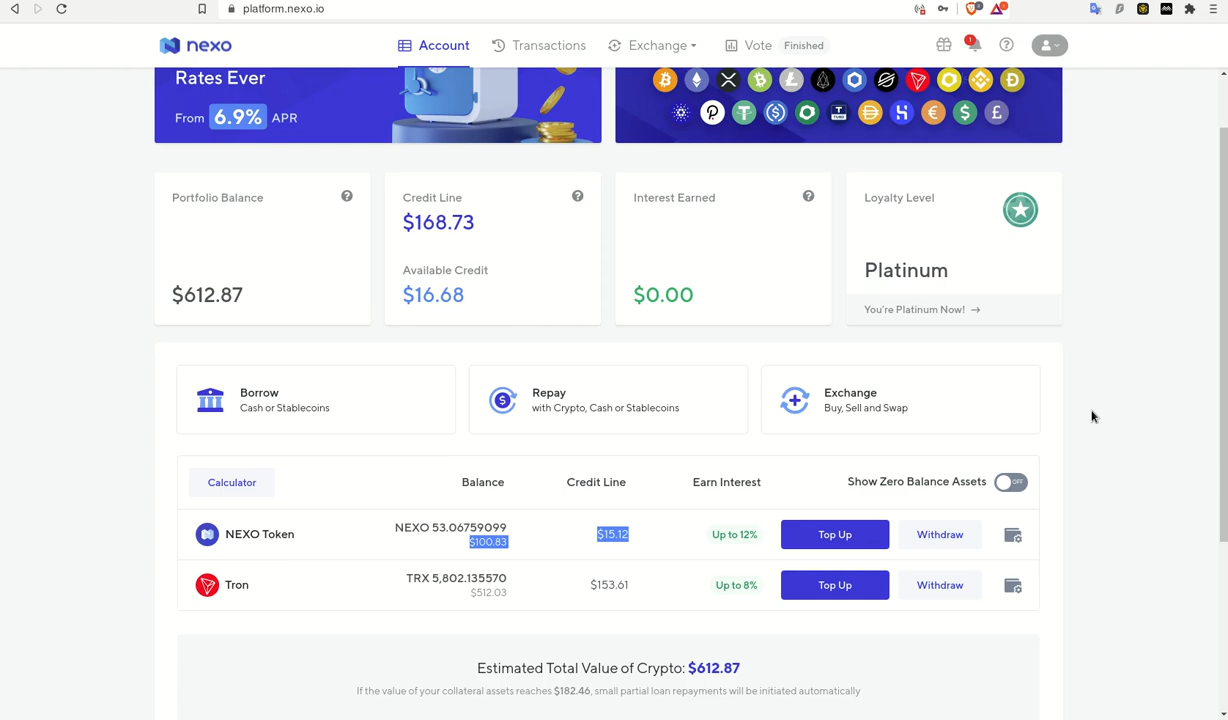 platform.nexo.io
nexo
Account
Transactions
Exchange
Vote
Finished
1
Rates Ever
From 6.9% APR
Portfolio Balance
?
$612.87
Credit Line
?
$168.73
Available Credit
$16.68
Interest Earned
?
$0.00
Loyalty Level
Platinum
You're Platinum Now! →
Borrow
Cash or Stablecoins
Repay
with Crypto, Cash or Stablecoins
Exchange
Buy, Sell and Swap
Calculator
Balance
Credit Line
Earn Interest
Show Zero Balance Assets
OFF
NEXO Token
NEXO 53.06759099
$100.83
$15.12
Up to 12%
Top Up
Withdraw
Tron
TRX 5,802.135570
$512.03
$153.61
Up to 8%
Top Up
Withdraw
Estimated Total Value of Crypto: $612.87
If the value of your collateral assets reaches $182.46, small partial loan repayments will be initiated automatically